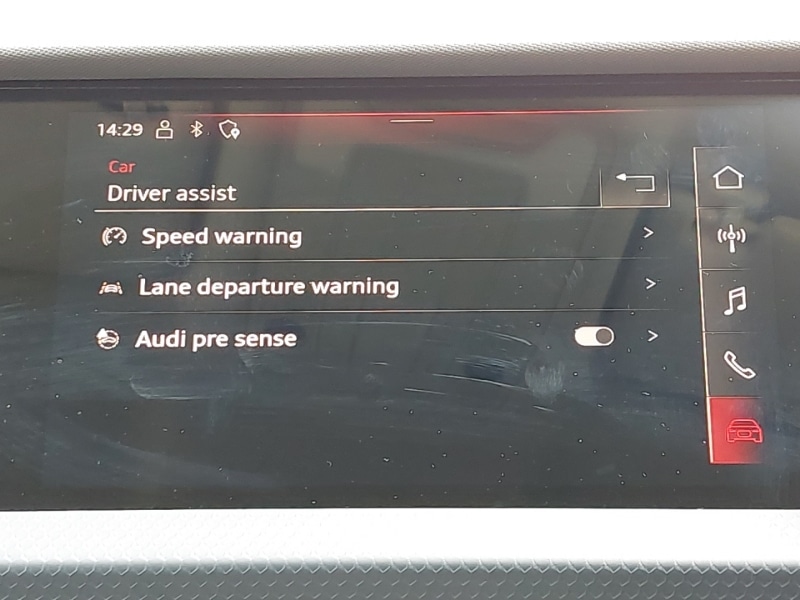 14:29
Car
Driver assist
Speed warning
Lane departure warning
Audi pre sense